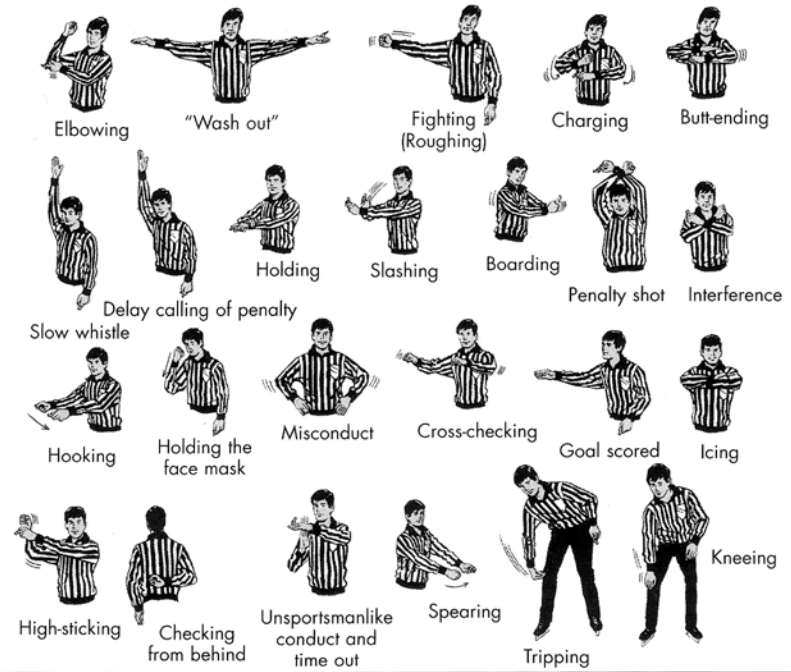 Elbowing
"Wash out"
Fighting
(Roughing)
Charging
Butt-ending
Slow whistle
Delay calling of penalty
Holding
Slashing
Boarding
Penalty shot
Interference
Hooking
Holding the
face mask
Misconduct
Cross-checking
Goal scored
Icing
High-sticking
Checking
from behind
Unsportsmanlike
conduct and
time out
Spearing
Tripping
Kneeing